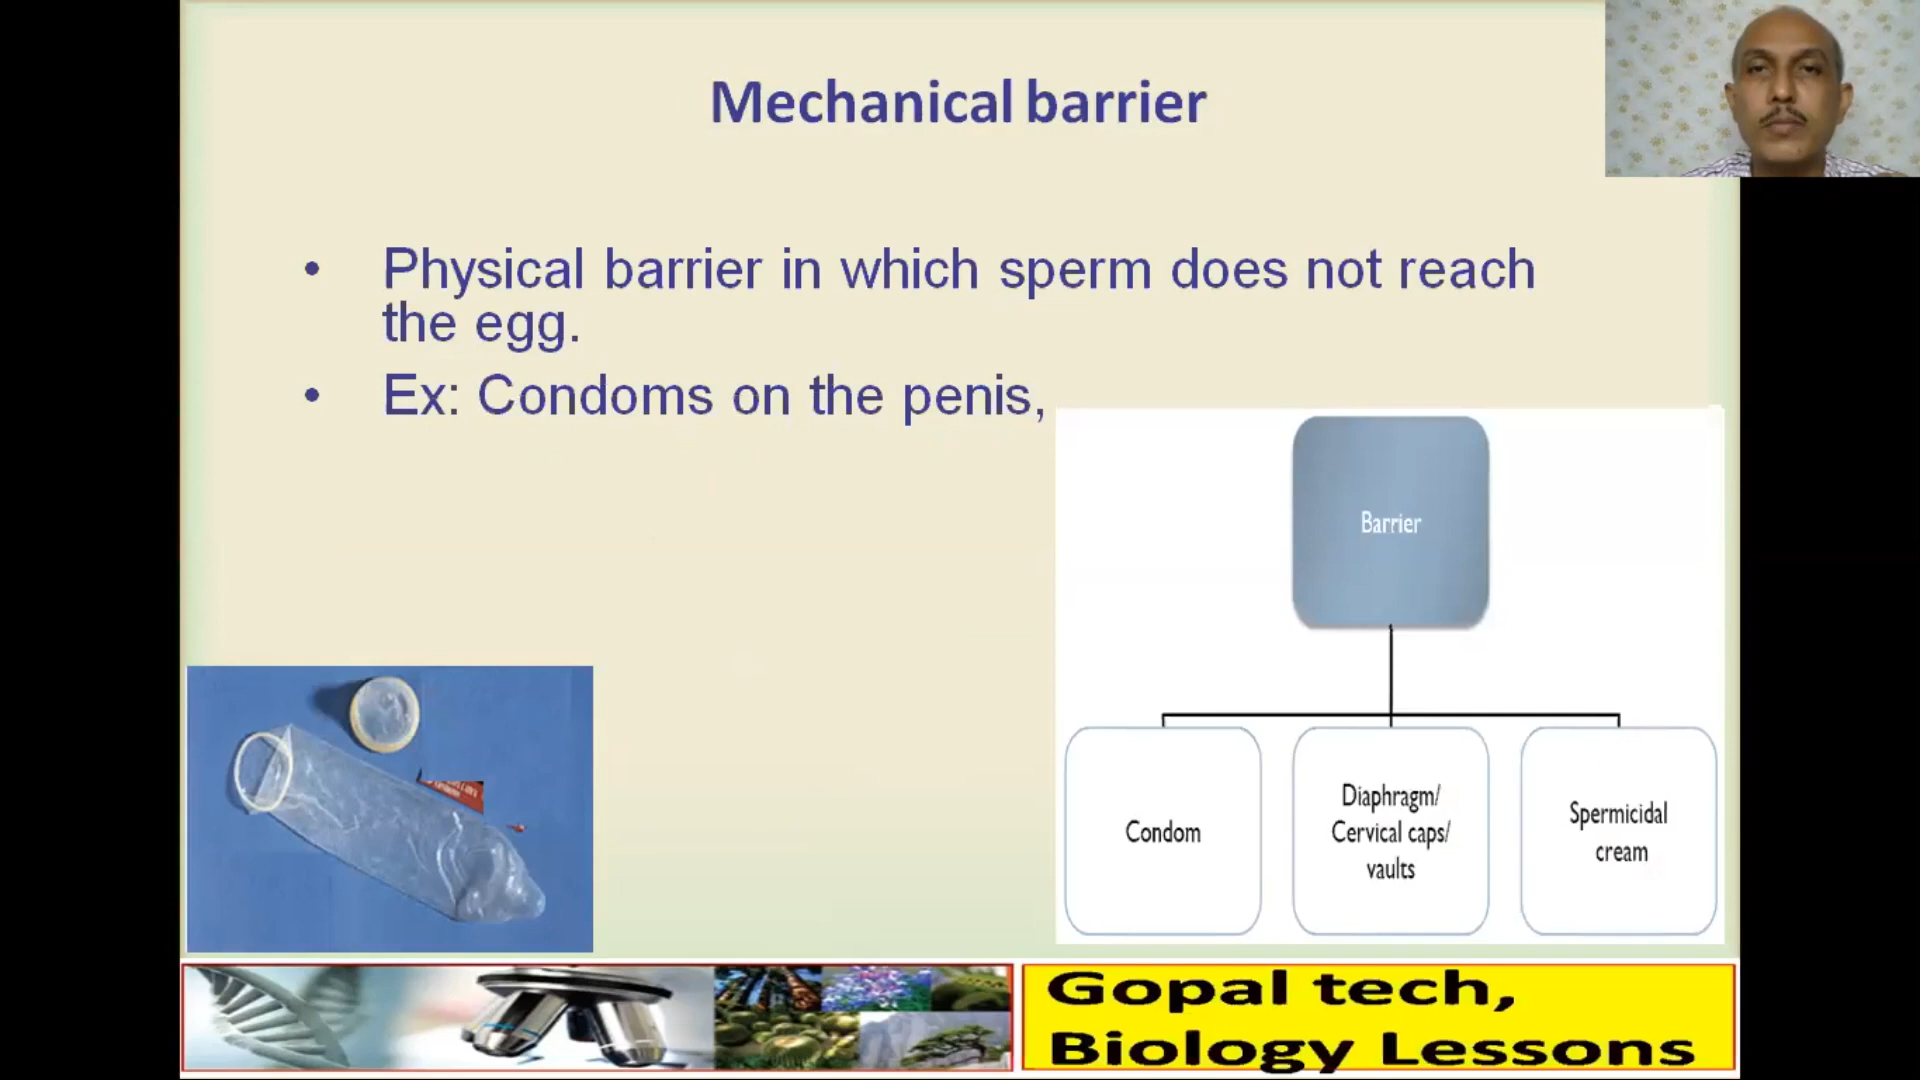 Mechanical barrier
• Physical barrier in which sperm does not reach
the egg.
• Ex: Condoms on the penis,
Barrier
Condom
Diaphragm/
Cervical caps/
vaults
Spermicidal
cream
Gopal tech,
Biology Lessons